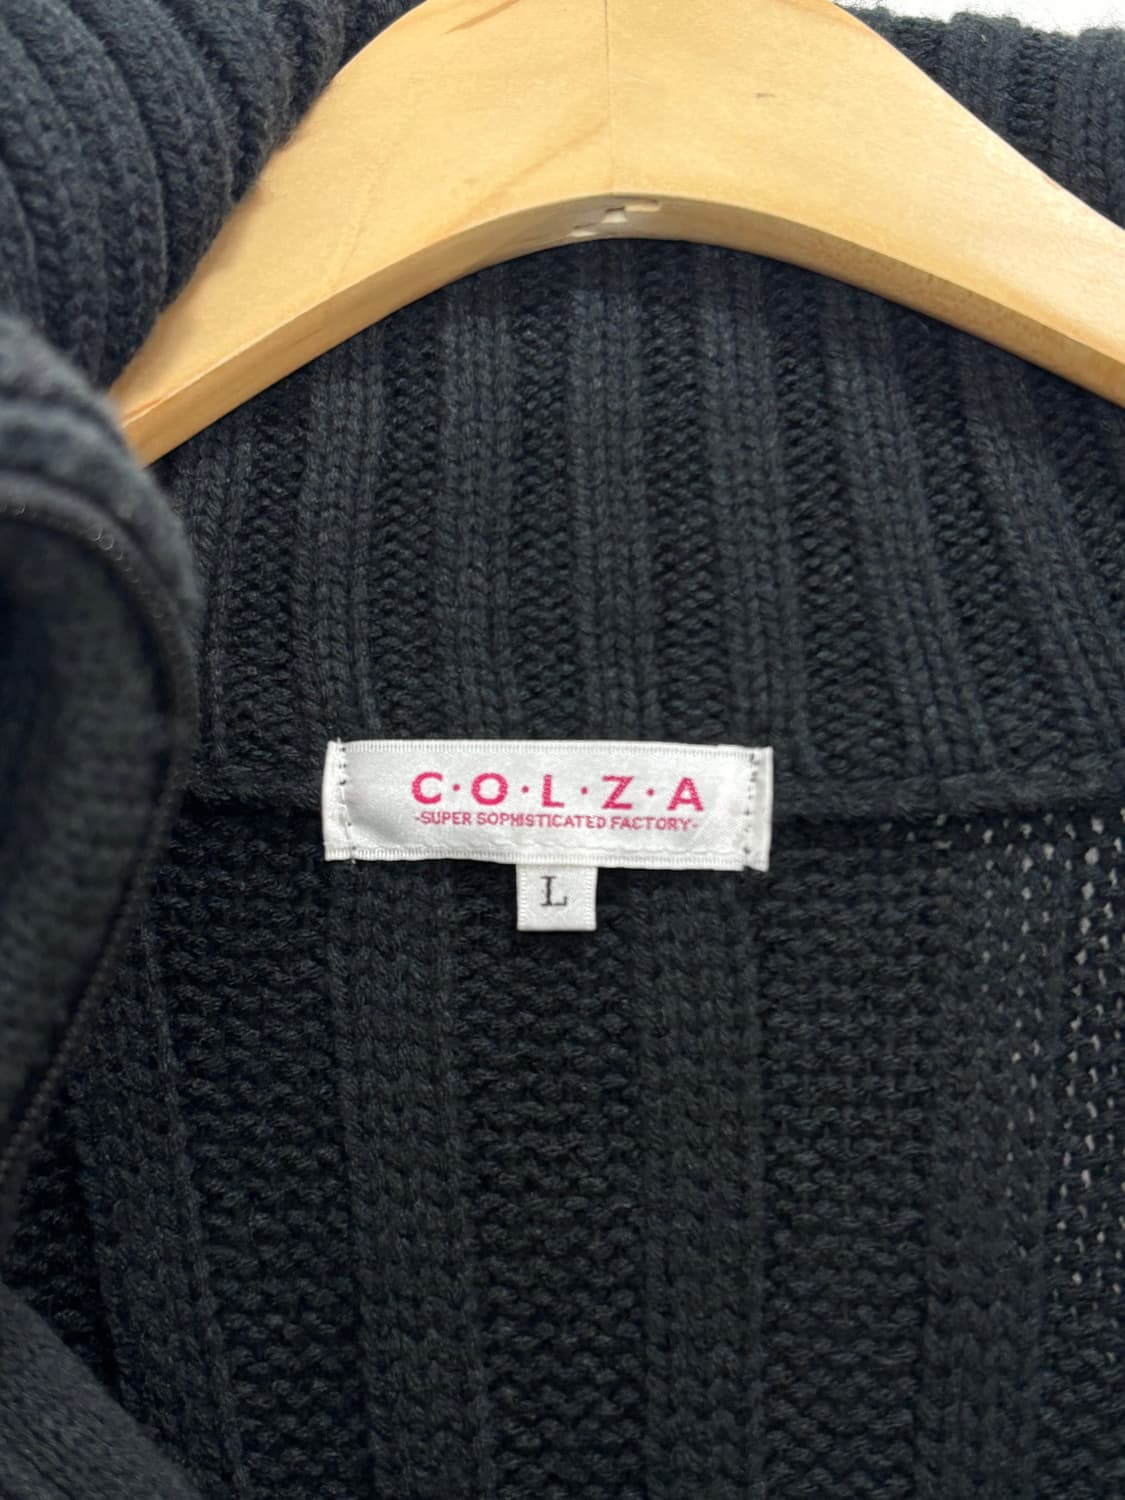 C·O·L·Z·A
-SUPER SOPHISTICATED FACTORY-
L